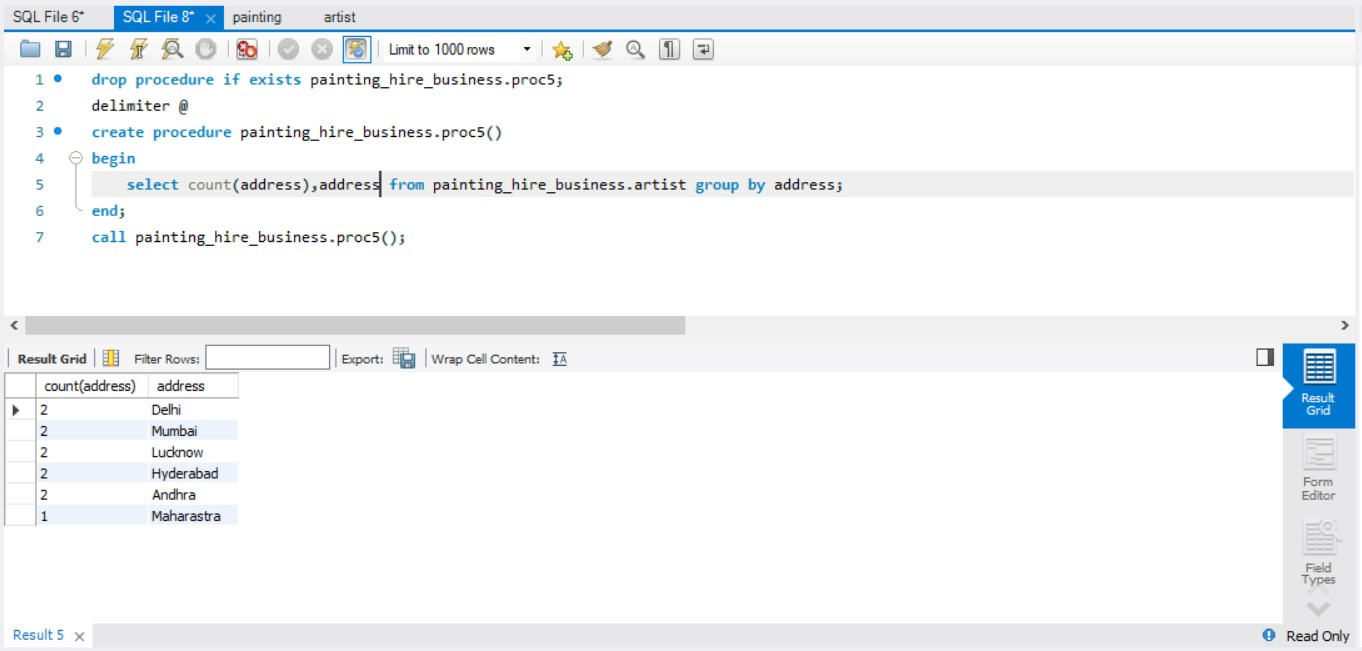 SQL File 6* SQL File 8* painting artist
Limit to 1000 rows
1 drop procedure if exists painting_hire_business.proc5;
2 delimiter @
3 create procedure painting_hire_business.proc5()
4 begin
5 select count(address),address from painting_hire_business.artist group by address;
6 end;
7 call painting_hire_business.proc5();
Result Grid Filter Rows: Export: Wrap Cell Content: IA
count(address) address
2 Delhi
2 Mumbai
2 Lucknow
2 Hyderabad
2 Andhra
1 Maharastra
Result
Grid
Form
Editor
Field
Types
Result 5 Read Only